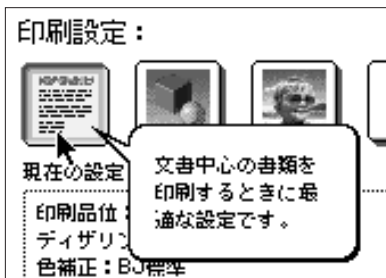 印刷設定：
現在の設定
文書中心の書類を
印刷するときに最
適な設定です。
印刷品位：
ディザリン
色補正：BJ標準